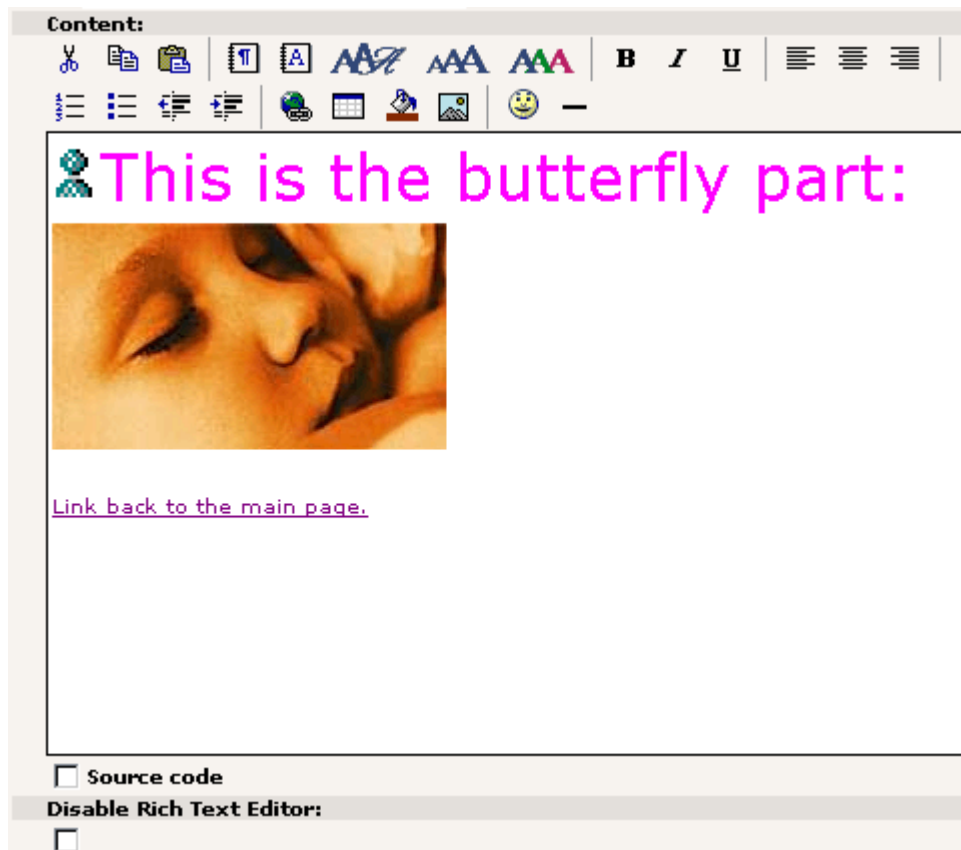 Content:
B I U
This is the butterfly part:
Link back to the main page.
Source code
Disable Rich Text Editor: